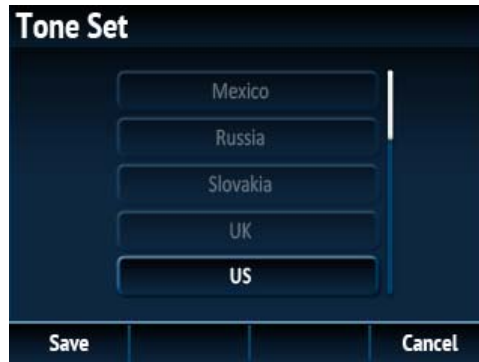 Tone Set
Mexico
Russia
Slovakia
UK
US
Save
Cancel